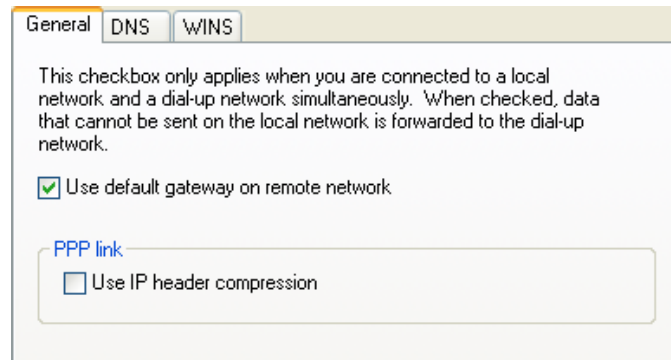 General DNS WINS
This checkbox only applies when you are connected to a local
network and a dial-up network simultaneously. When checked, data
that cannot be sent on the local network is forwarded to the dial-up
network.
Use default gateway on remote network
PPP link
Use IP header compression